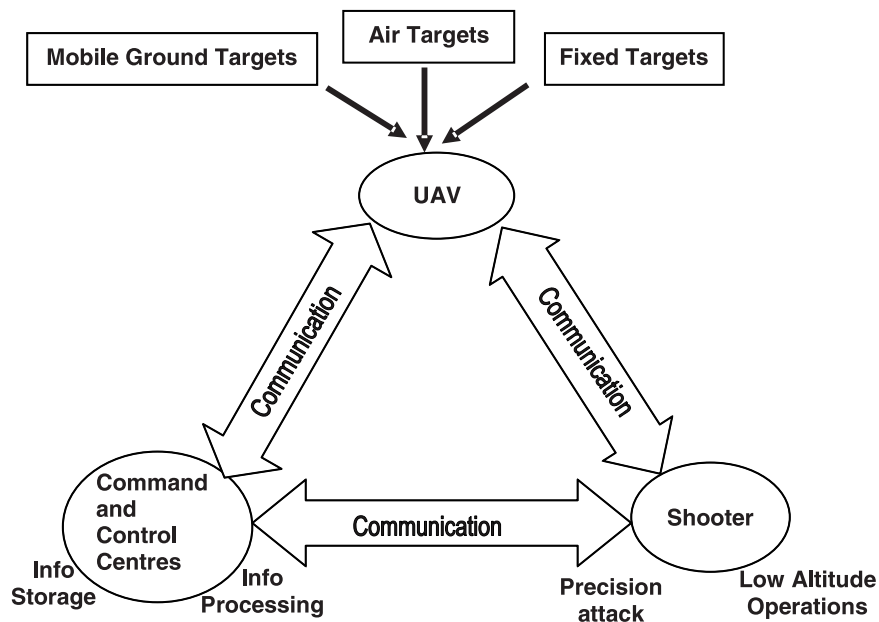 Air Targets
Mobile Ground Targets
Fixed Targets
UAV
Communication
Communication
Command
and
Control
Centres
Communication
Shooter
Info
Storage
Info
Processing
Precision
attack
Low Altitude
Operations